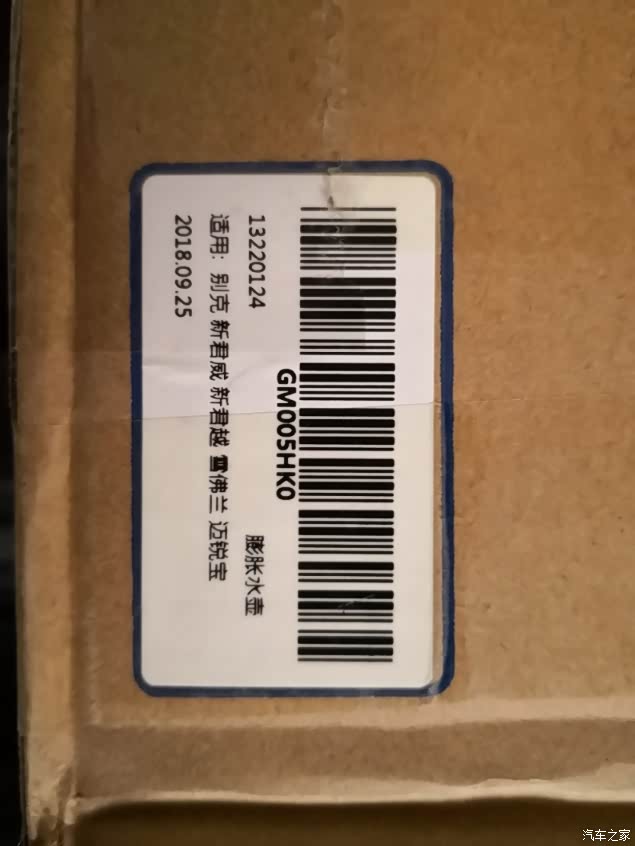 GM005HK0
13220124 膨胀水壶
适用: 别克 新君威 新君越 雪佛兰 迈锐宝
2018.09.25
汽车之家